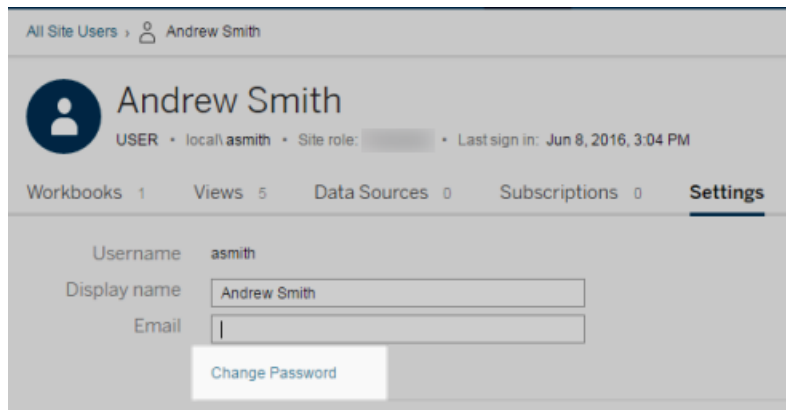 All Site Users › Andrew Smith
Andrew Smith
USER • local\asmith • Site role: • Last sign in: Jun 8, 2016, 3:04 PM
Workbooks 1 Views 5 Data Sources 0 Subscriptions 0 Settings
Username asmith
Display name Andrew Smith
Email
Change Password